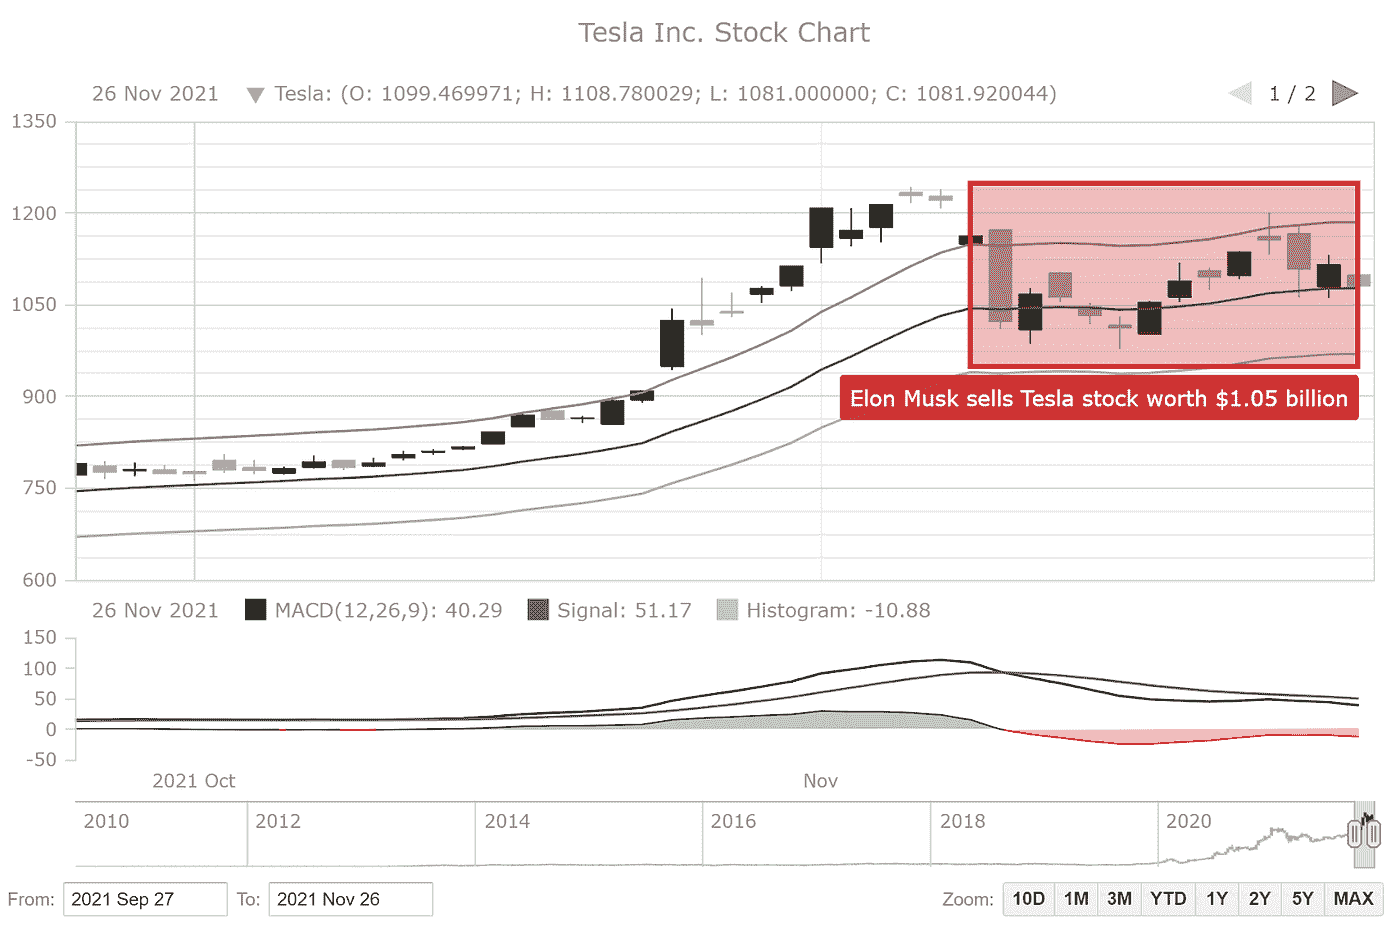 Tesla Inc. Stock Chart
26 Nov 2021 Tesla: (O: 1099.469971; H: 1108.780029; L: 1081.000000; C: 1081.920044) 1 / 2
1350
1200
1050
900
Elon Musk sells Tesla stock worth $1.05 billion
750
600
26 Nov 2021 MACD(12,26,9): 40.29 Signal: 51.17 Histogram: -10.88
150
100
50
0
-50
2021 Oct Nov
2010 2012 2014 2016 2018 2020
From: 2021 Sep 27 To: 2021 Nov 26 Zoom: 10D 1M 3M YTD 1Y 2Y 5Y MAX